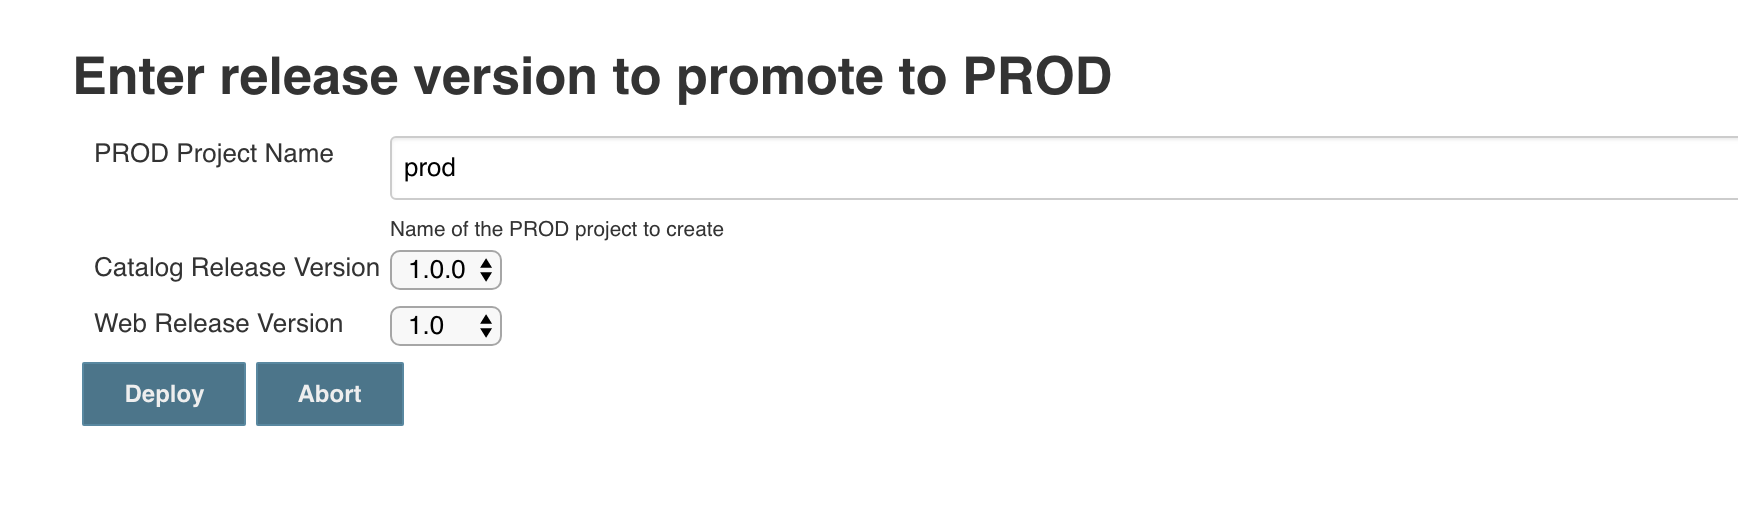 Enter release version to promote to PROD
PROD Project Name
prod
Name of the PROD project to create
Catalog Release Version 1.0.0
Web Release Version 1.0
Deploy Abort